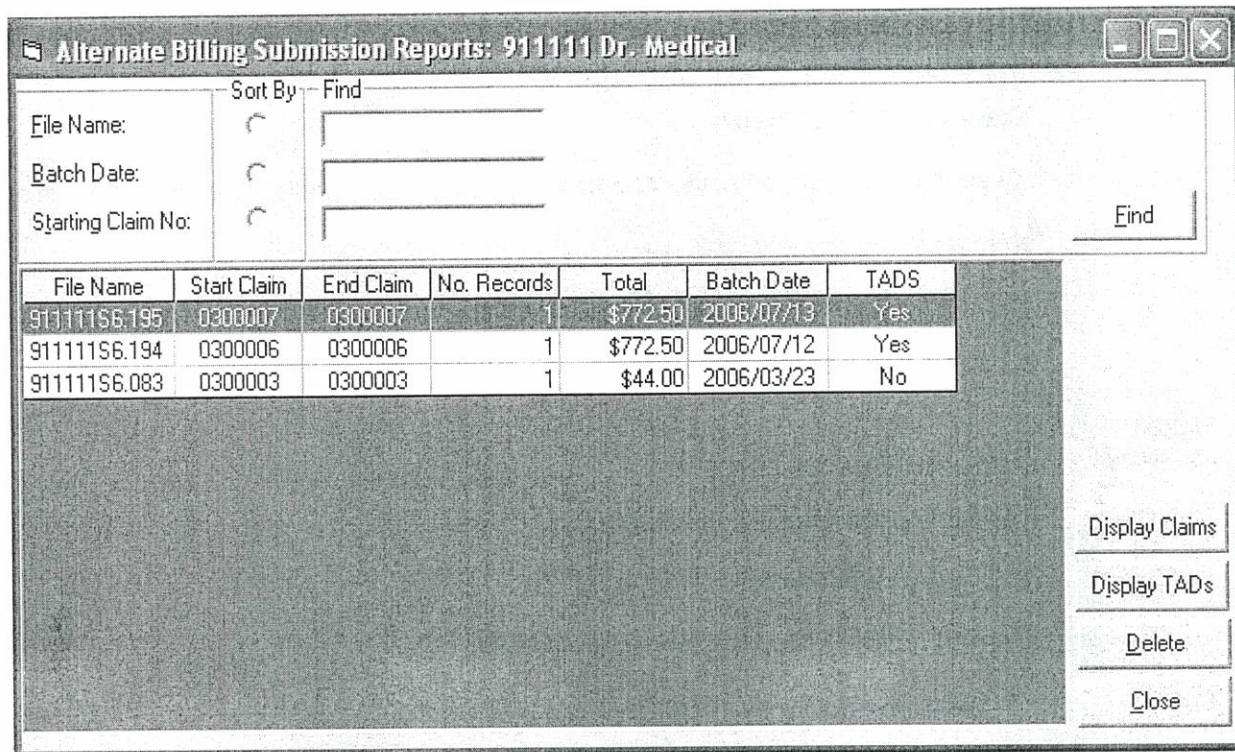 Alternate Billing Submission Reports: 911111 Dr. Medical
Sort By Find
File Name:
Batch Date:
Starting Claim No:
Find
File Name Start Claim End Claim No. Records Total Batch Date TADS
911111S6.195 0300007 0300007 1 $772.50 2006/07/13 Yes
911111S6.194 0300006 0300006 1 $772.50 2006/07/12 Yes
911111S6.083 0300003 0300003 1 $44.00 2006/03/23 No
Display Claims
Display TADs
Delete
Close